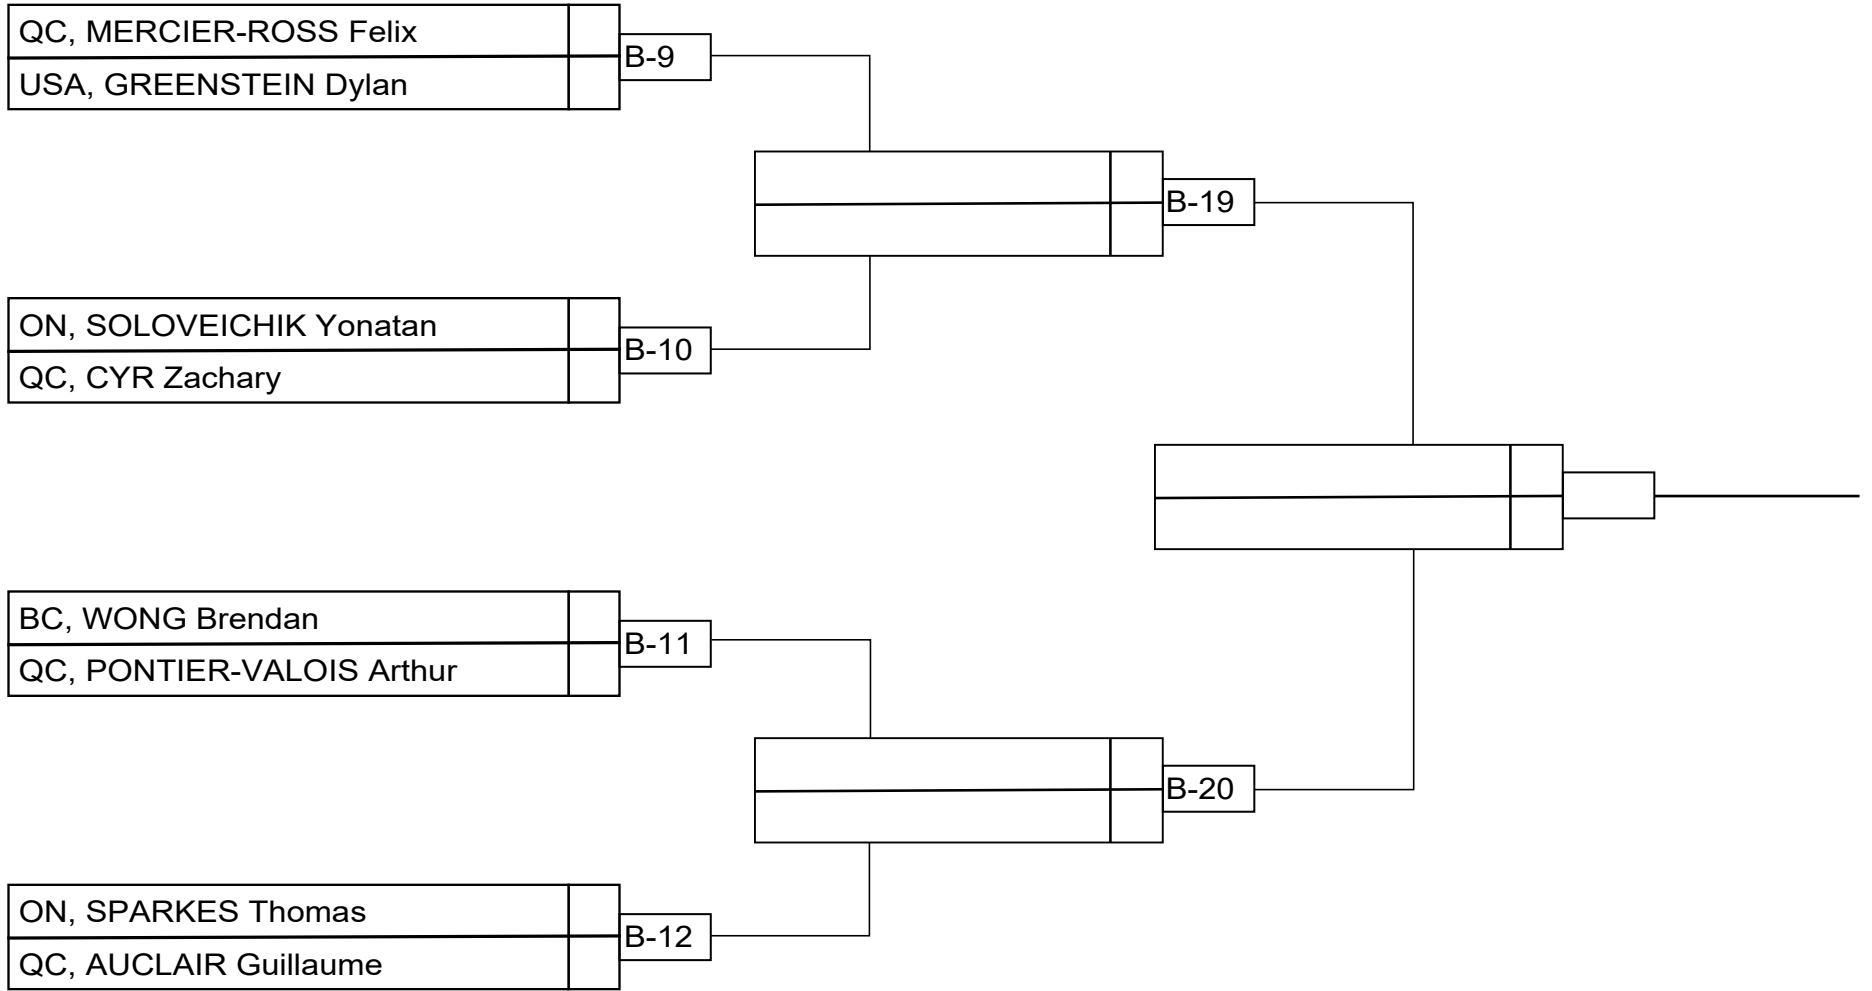 QC, MERCIER-ROSS Felix
B-9
USA, GREENSTEIN Dylan
B-19
ON, SOLOVEICHIK Yonatan
B-10
QC, CYR Zachary
BC, WONG Brendan
B-11
QC, PONTIER-VALOIS Arthur
B-20
ON, SPARKES Thomas
B-12
QC, AUCLAIR Guillaume